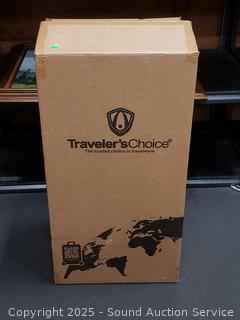 Traveler'sChoice®
The trusted choice in travelware
Copyright 2025 - Sound Auction Service